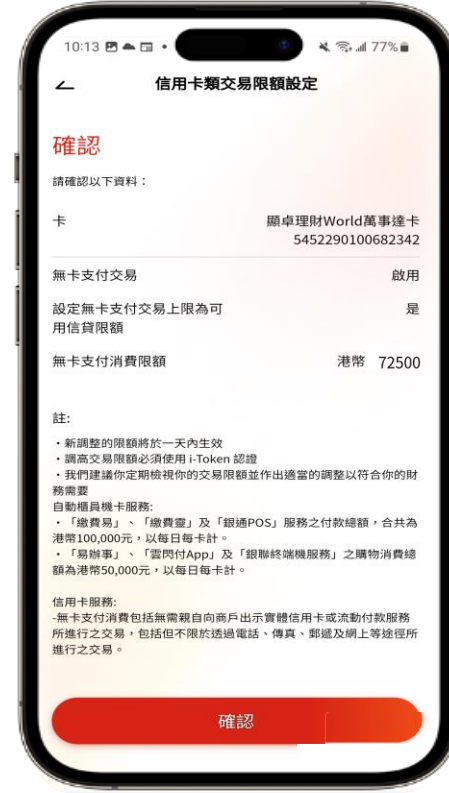 10:13
77%
信用卡類交易限額設定
確認
請確認以下資料：
卡 顯卓理財World萬事達卡
5452290100682342
無卡支付交易 啟用
設定無卡支付交易上限為可 是
用信貸限額
無卡支付消費限額 港幣 72500
註:
・新調整的限額將於一天內生效
・調高交易限額必須使用 i-Token 認證
・我們建議你定期檢視你的交易限額並作出適當的調整以符合你的財
務需要
自動櫃員機卡服務:
・「繳費易」、「繳費靈」及「銀通POS」服務之付款總額，合共為
港幣100,000元，以每日每卡計。
・「易辦事」、「雲閃付App」及「銀聯終端機服務」之購物消費總
額為港幣50,000元，以每日每卡計。
信用卡服務:
-無卡支付消費包括無需親自向商戶出示實體信用卡或流動付款服務
所進行之交易，包括但不限於透過電話、傳真、郵遞及網上等途徑所
進行之交易。
確認